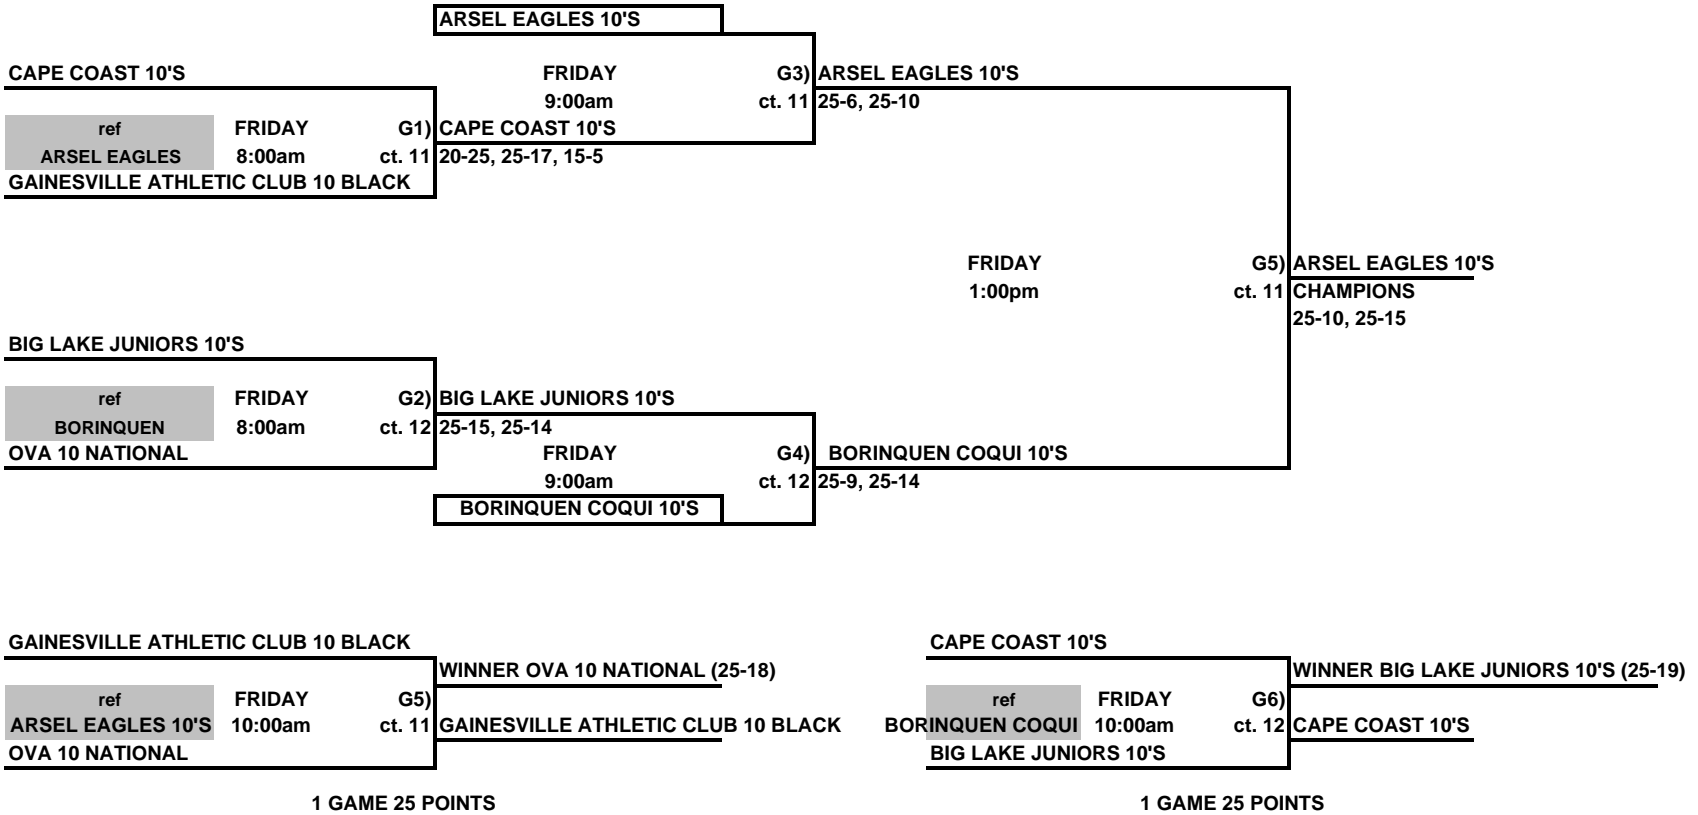 ARSEL EAGLES 10'S
CAPE COAST 10'S FRIDAY G3) ARSEL EAGLES 10'S
9:00am ct. 11 25-6, 25-10
ref FRIDAY G1) CAPE COAST 10'S
ARSEL EAGLES 8:00am ct. 11 20-25, 25-17, 15-5
GAINESVILLE ATHLETIC CLUB 10 BLACK
FRIDAY G5) ARSEL EAGLES 10'S
1:00pm ct. 11 CHAMPIONS
25-10, 25-15
BIG LAKE JUNIORS 10'S
ref FRIDAY G2) BIG LAKE JUNIORS 10'S
BORINQUEN 8:00am ct. 12 25-15, 25-14
OVA 10 NATIONAL FRIDAY G4) BORINQUEN COQUI 10'S
9:00am ct. 12 25-9, 25-14
BORINQUEN COQUI 10'S
GAINESVILLE ATHLETIC CLUB 10 BLACK CAPE COAST 10'S
WINNER OVA 10 NATIONAL (25-18) WINNER BIG LAKE JUNIORS 10'S (25-19)
ref FRIDAY G5) ref FRIDAY G6)
ARSEL EAGLES 10'S 10:00am ct. 11 GAINESVILLE ATHLETIC CLUB 10 BLACK BORINQUEN COQUI 10:00am ct. 12 CAPE COAST 10'S
OVA 10 NATIONAL BIG LAKE JUNIORS 10'S
1 GAME 25 POINTS 1 GAME 25 POINTS